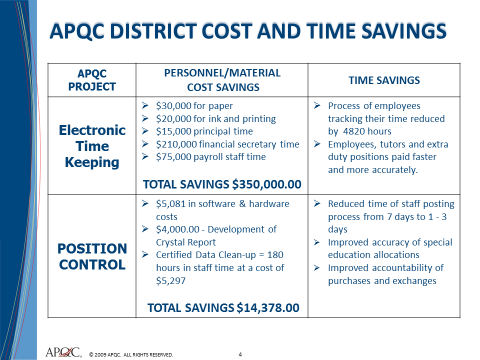 APQC DISTRICT COST AND TIME SAVINGS
APQC
PROJECT
PERSONNEL/MATERIAL
COST SAVINGS
TIME SAVINGS
Electronic
Time
Keeping
➢ $30,000 for paper
➢ $20,000 for ink and printing
➢ $15,000 principal time
➢ $210,000 financial secretary time
➢ $75,000 payroll staff time
TOTAL SAVINGS $350,000.00
➢ Process of employees
tracking their time reduced
by 4820 hours
➢ Employees, tutors and extra
duty positions paid faster
and more accurately.
POSITION
CONTROL
➢ $5,081 in software & hardware
costs
➢ $4,000.00 - Development of
Crystal Report
➢ Certified Data Clean-up = 180
hours in staff time at a cost of
$5,297
TOTAL SAVINGS $14,378.00
➢ Reduced time of staff posting
process from 7 days to 1 - 3
days
➢ Improved accuracy of special
education allocations
➢ Improved accountability of
purchases and exchanges
APQC
© 2009 APQC. ALL RIGHTS RESERVED.
4